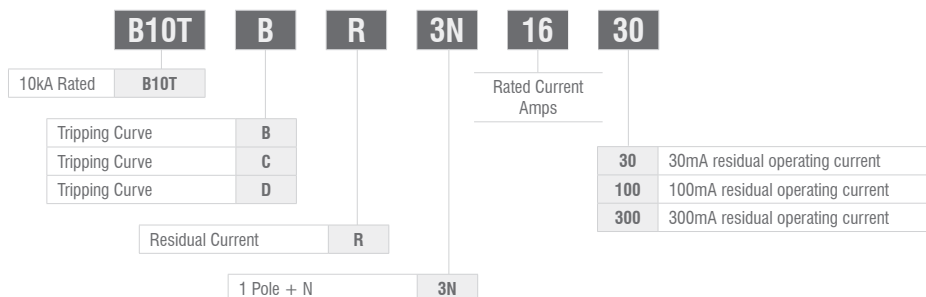 B10T B R 3N 16 30
10kA Rated B10T
Rated Current
Amps
Tripping Curve B
Tripping Curve C
Tripping Curve D
30 30mA residual operating current
100 100mA residual operating current
300 300mA residual operating current
Residual Current R
1 Pole + N 3N